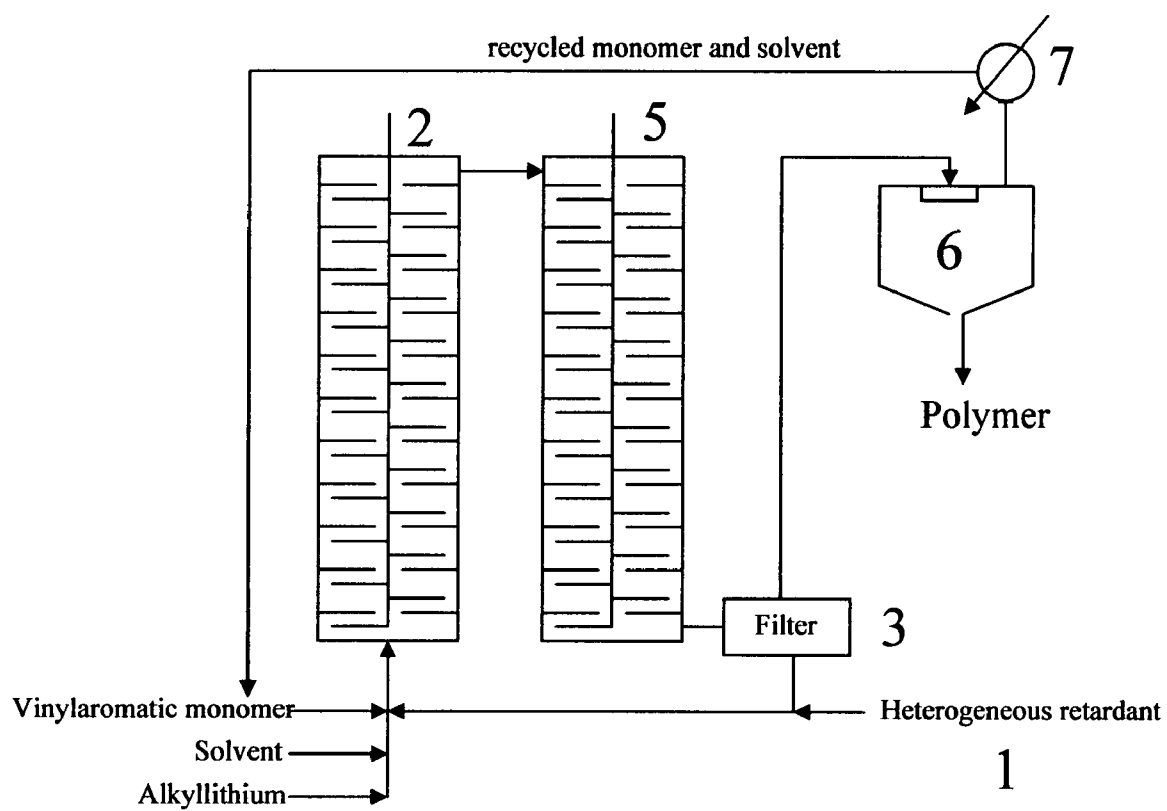 recycled monomer and solvent
7
2
5
6
Polymer
Filter
3
Vinylaromatic monomer
Heterogeneous retardant
Solvent
1
Alkyllithium